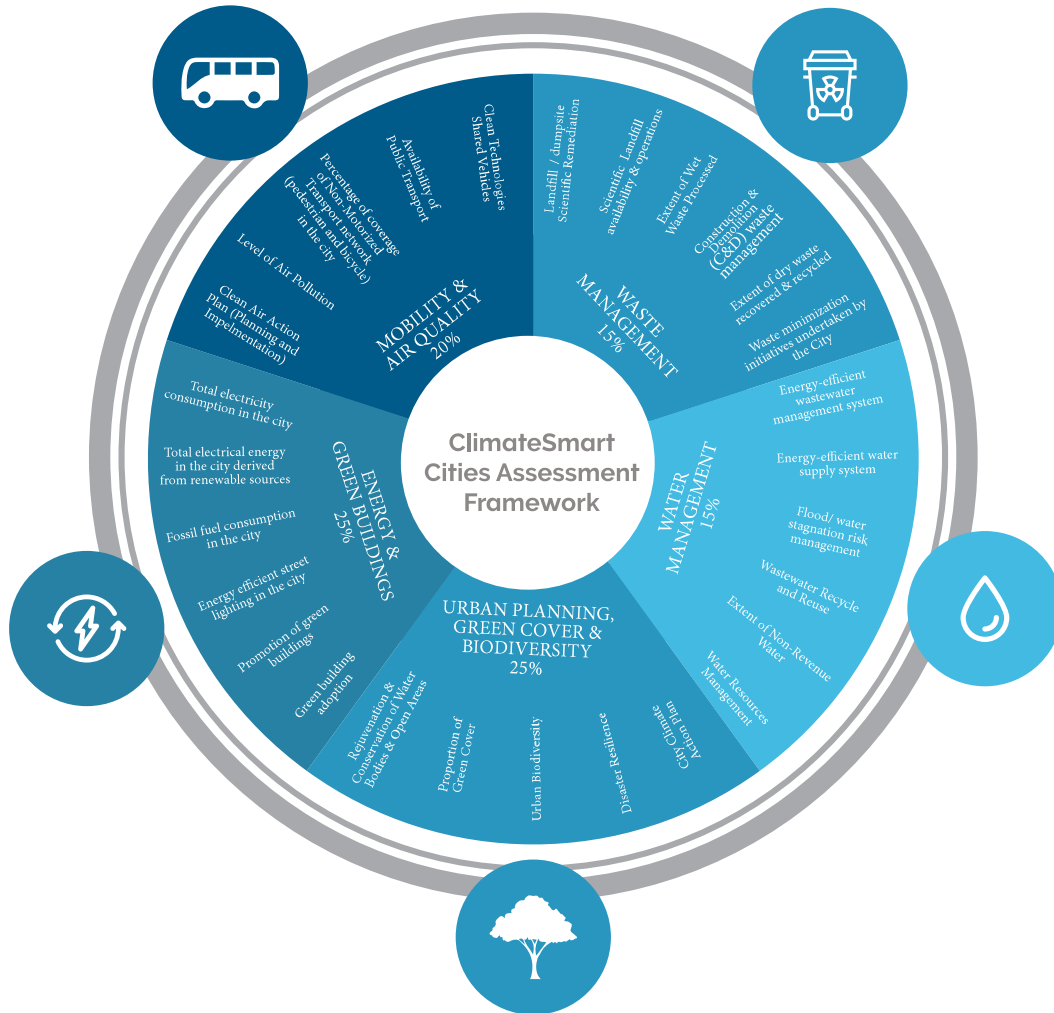 ClimateSmart
Cities Assessment
Framework
MOBILITY &
AIR QUALITY
20%
Clean Air Action
Plan (Planning and
Impelmentation)
Level of Air Pollution
Percentage of coverage
of Non-Motorized
Transport network
(pedestrian and bicycle)
in the city
Availability of
Public Transport
Clean Technologies
Shared Vehicles
WASTE
MANAGEMENT
15%
Landfill / dumpsite
Scientific Remediation
Scientific Landfill
availability & operations
Extent of Wet
Waste Processed
Construction &
Demolition
(C&D) waste
management
Extent of dry waste
recovered & recycled
Waste minimization
initiatives undertaken by
the City
WATER
MANAGEMENT
15%
Energy-efficient
wastewater
management system
Energy-efficient water
supply system
Flood/ water
stagnation risk
management
Wastewater Recycle
and Reuse
Extent of Non-Revenue
Water
Water Resources
Management
URBAN PLANNING,
GREEN COVER &
BIODIVERSITY
25%
City Climate
Action Plan
Disaster Resilience
Urban Biodiversity
Proportion of
Green Cover
Rejuvenation &
Conservation of Water
Bodies & Open Areas
ENERGY &
GREEN BUILDINGS
25%
Green building
adoption
Promotion of green
buildings
Energy efficient street
lighting in the city
Fossil fuel consumption
in the city
Total electrical energy
in the city derived
from renewable sources
Total electricity
consumption in the city